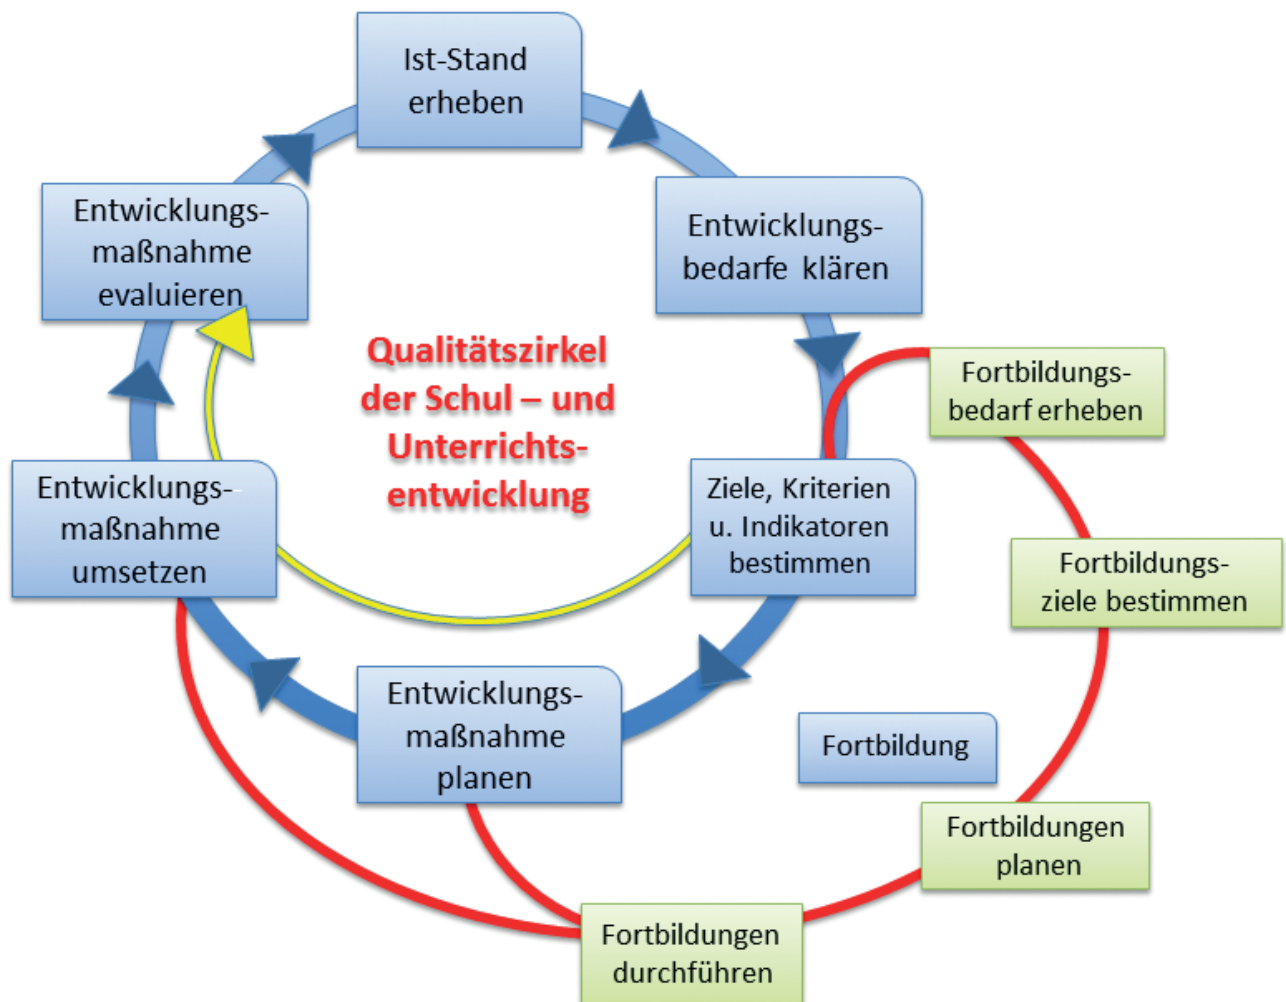 Ist-Stand
erheben
Entwicklungs-
bedarfe klären
Ziele, Kriterien
u. Indikatoren
bestimmen
Entwicklungs-
maßnahme
planen
Entwicklungs-
maßnahme
umsetzen
Entwicklungs-
maßnahme
evaluieren
Qualitätszirkel
der Schul – und
Unterrichts-
entwicklung
Fortbildungs-
bedarf erheben
Fortbildungs-
ziele bestimmen
Fortbildung
Fortbildungen
planen
Fortbildungen
durchführen